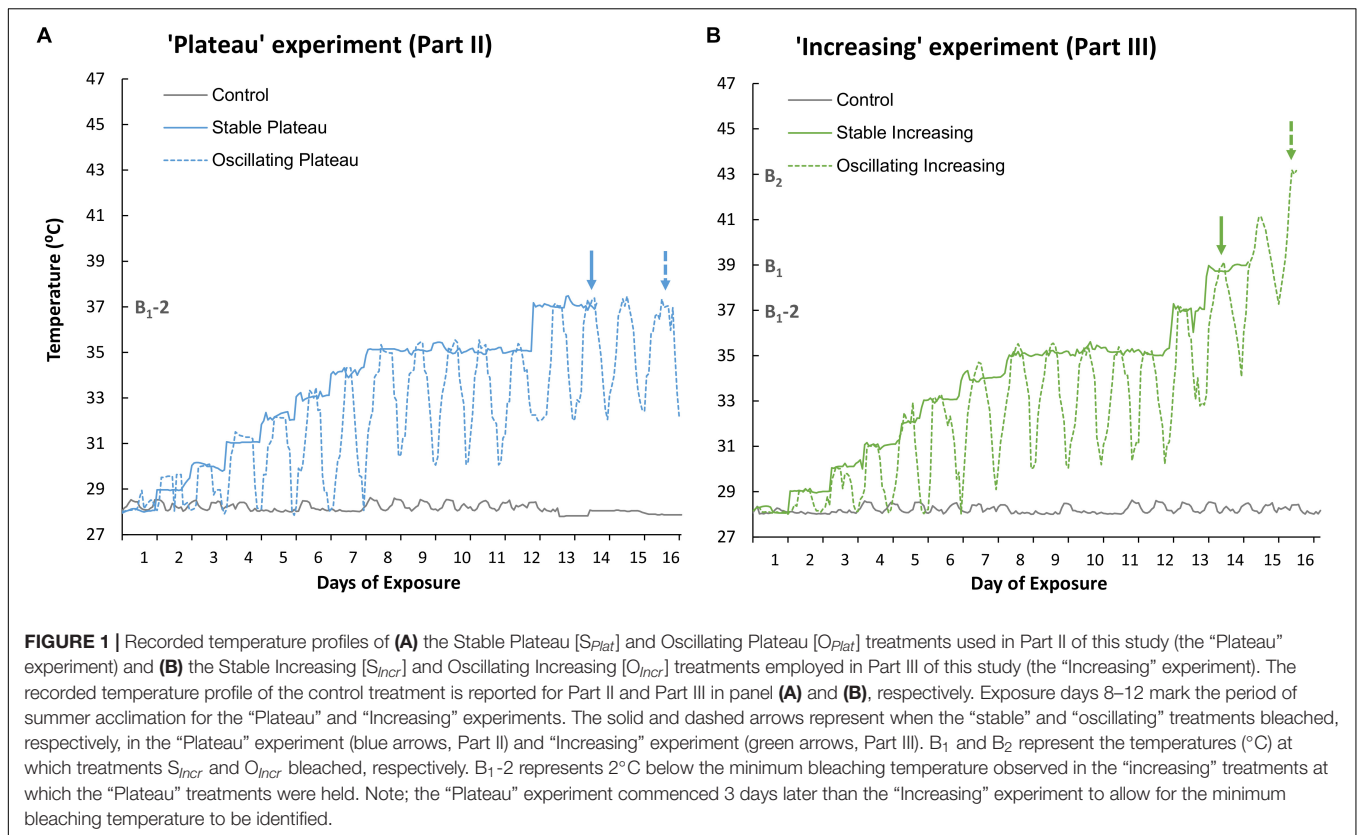 A
'Plateau' experiment (Part II)
47
45
43
41
39
37
35
33
31
29
27
Temperature (⁰C)
B₁-2
Control
Stable Plateau
Oscillating Plateau
1 2 3 4 5 6 7 8 9 10 11 12 13 14 15 16
Days of Exposure
B
'Increasing' experiment (Part III)
47
45
43
41
39
37
35
33
31
29
27
B₂
B₁
B₁-2
Control
Stable Increasing
Oscillating Increasing
1 2 3 4 5 6 7 8 9 10 11 12 13 14 15 16
Day of Exposure
FIGURE 1 | Recorded temperature profiles of (A) the Stable Plateau [SPlat] and Oscillating Plateau [OPlat] treatments used in Part II of this study (the “Plateau”
experiment) and (B) the Stable Increasing [SIncr] and Oscillating Increasing [OIncr] treatments employed in Part III of this study (the “Increasing” experiment). The
recorded temperature profile of the control treatment is reported for Part II and Part III in panel (A) and (B), respectively. Exposure days 8–12 mark the period of
summer acclimation for the “Plateau” and “Increasing” experiments. The solid and dashed arrows represent when the “stable” and “oscillating” treatments bleached,
respectively, in the “Plateau” experiment (blue arrows, Part II) and “Increasing” experiment (green arrows, Part III). B₁ and B₂ represent the temperatures (°C) at
which treatments SIncr and OIncr bleached, respectively. B₁-2 represents 2°C below the minimum bleaching temperature observed in the “increasing” treatments at
which the “Plateau” treatments were held. Note; the “Plateau” experiment commenced 3 days later than the “Increasing” experiment to allow for the minimum
bleaching temperature to be identified.